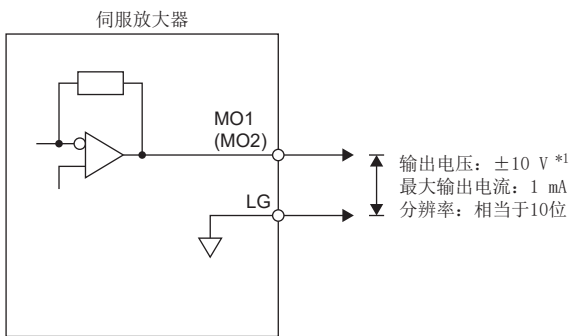 伺服放大器
MO1
(MO2)
LG
输出电压：±10 V *1
最大输出电流：1 mA
分辨率：相当于10位